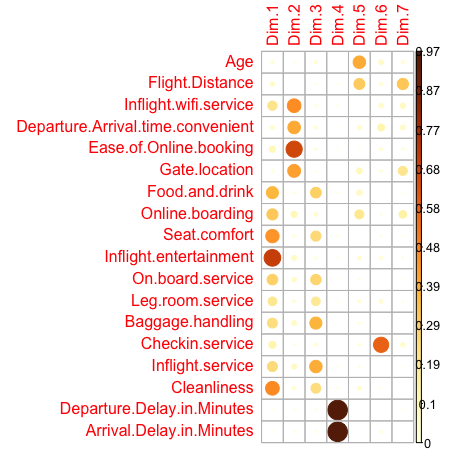 Dim.1 Dim.2 Dim.3 Dim.4 Dim.5 Dim.6 Dim.7
Age
Flight.Distance
Inflight.wifi.service
Departure.Arrival.time.convenient
Ease.of.Online.booking
Gate.location
Food.and.drink
Online.boarding
Seat.comfort
Inflight.entertainment
On.board.service
Leg.room.service
Baggage.handling
Checkin.service
Inflight.service
Cleanliness
Departure.Delay.in.Minutes
Arrival.Delay.in.Minutes
0.97
0.87
0.77
0.68
0.58
0.48
0.39
0.29
0.19
0.1
0